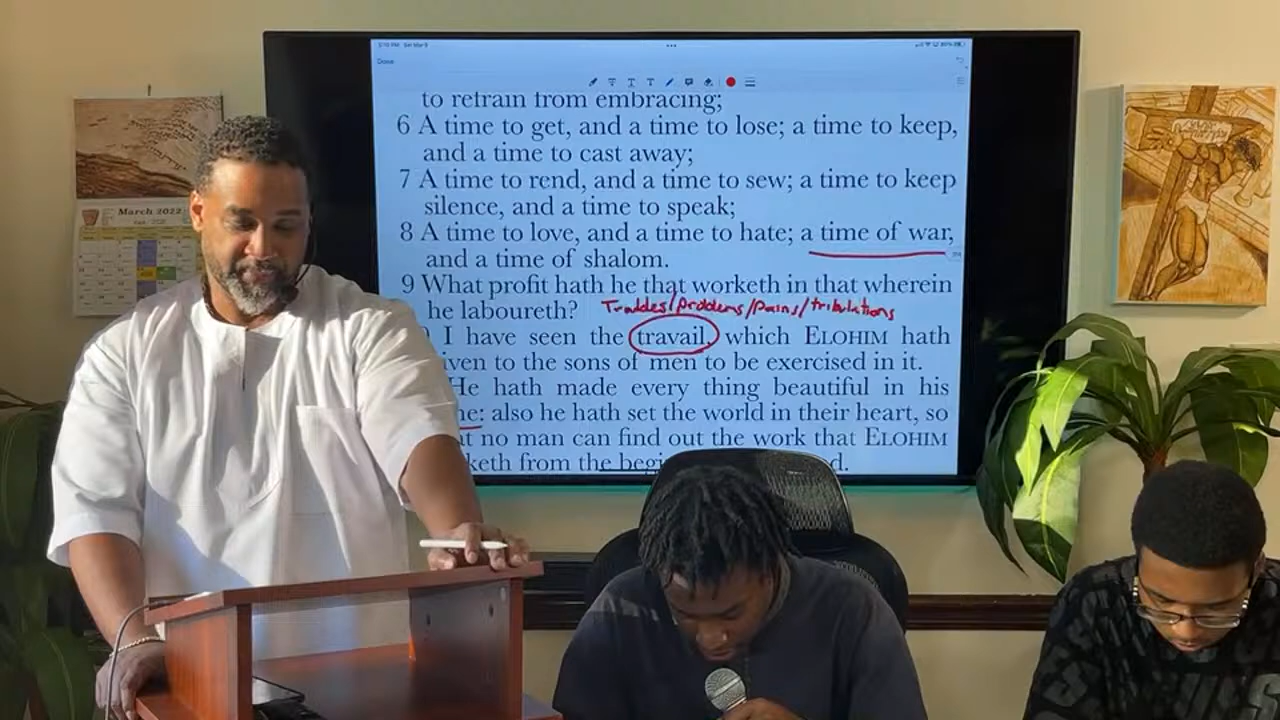 March 2022
Done
to refrain from embracing;
6 A time to get, and a time to lose; a time to keep,
and a time to cast away;
7 A time to rend, and a time to sew; a time to keep
silence, and a time to speak;
8 A time to love, and a time to hate; a time of war,
and a time of shalom.
9 What profit hath he that worketh in that wherein
he laboureth?
Troubles/problems/pains/tribulations
I have seen the travail, which ELOHIM hath
iven to the sons of men to be exercised in it.
He hath made every thing beautiful in his
me: also he hath set the world in their heart, so
at no man can find out the work that ELOHIM
keth from the begi d.